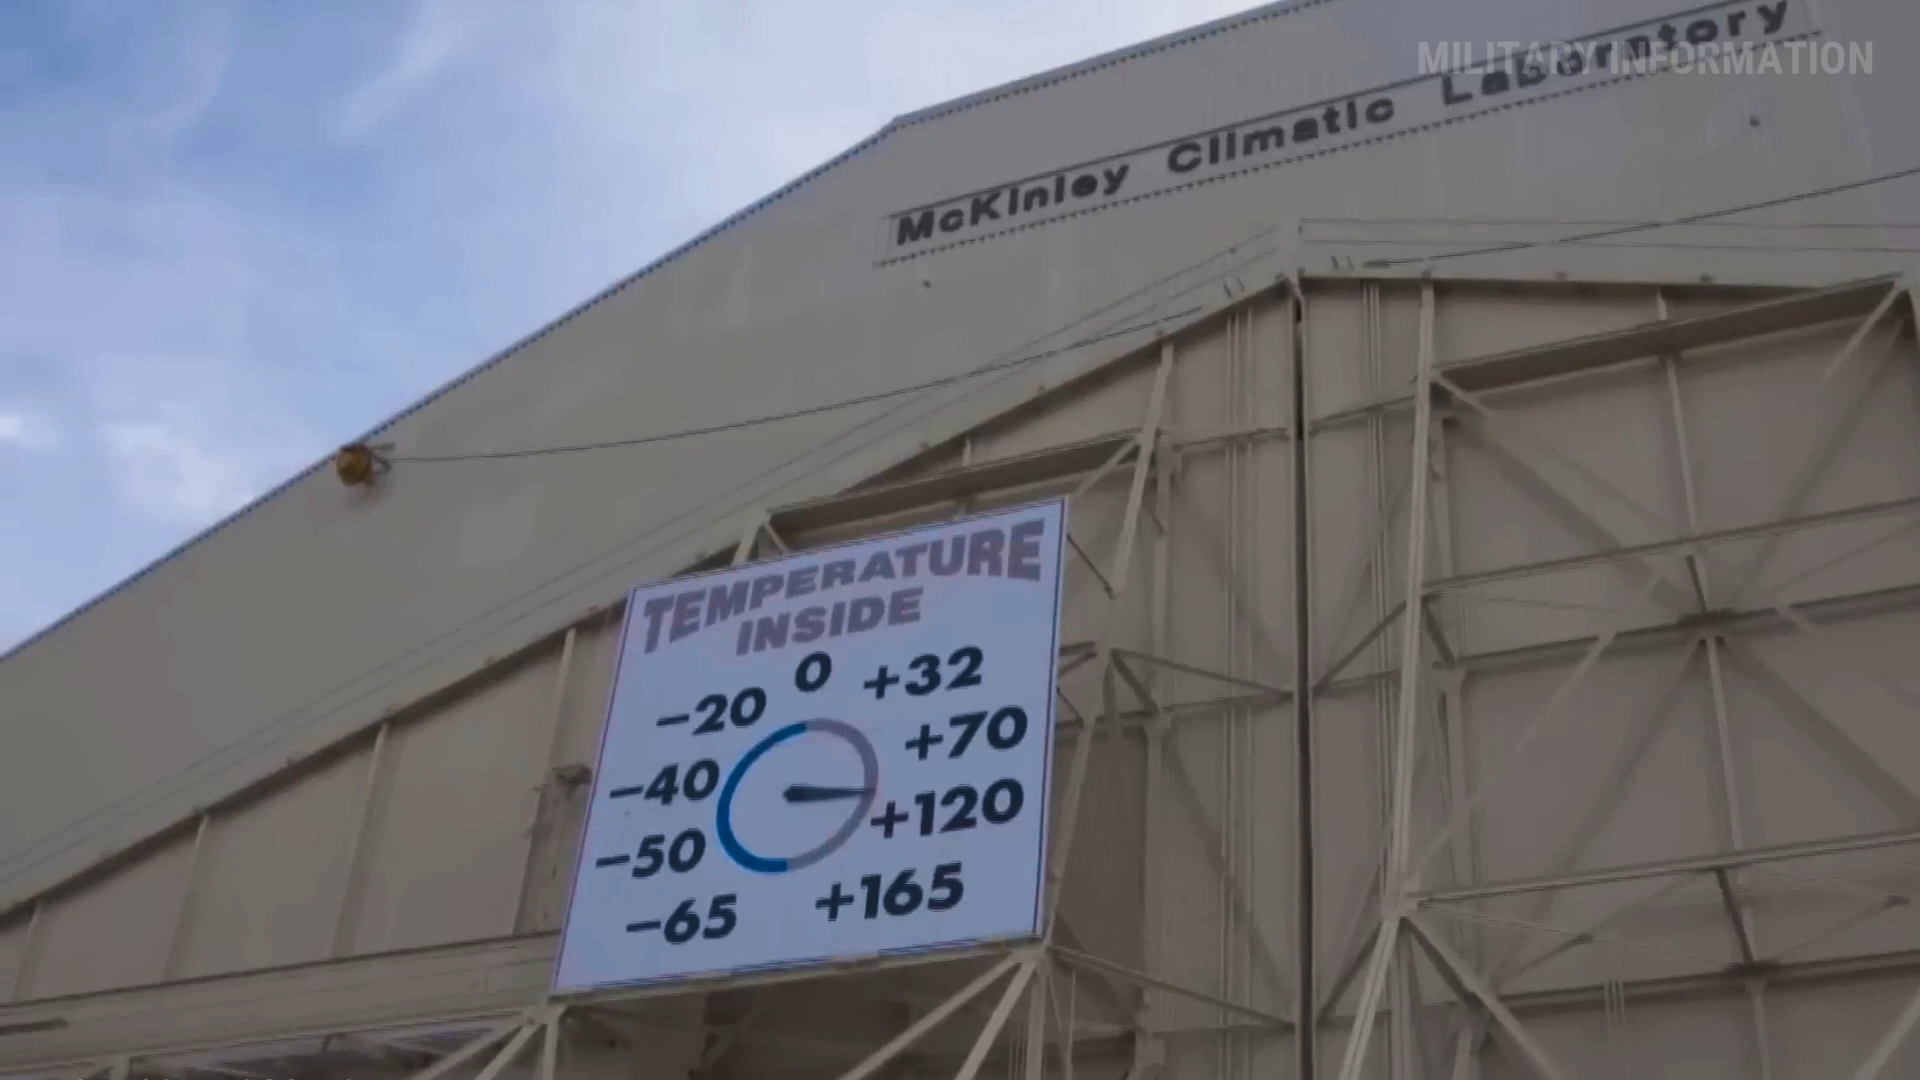 MILITARY INFORMATION
McKinley Climatic Laboratory
TEMPERATURE
INSIDE
0
−20 +32
−40 +70
−50 +120
−65 +165